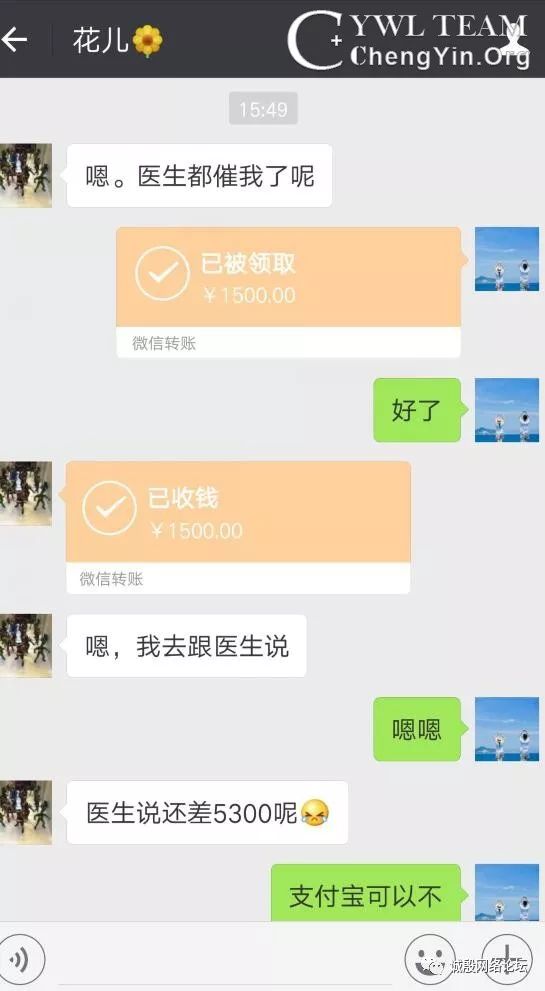 花儿
CYWL TEAM
ChengYin.Org
15:49
嗯。医生都催我了呢
已被领取
￥1500.00
微信转账
好了
已收钱
￥1500.00
微信转账
嗯，我去跟医生说
嗯嗯
医生说还差5300呢
支付宝可以不
诚殷网络论坛